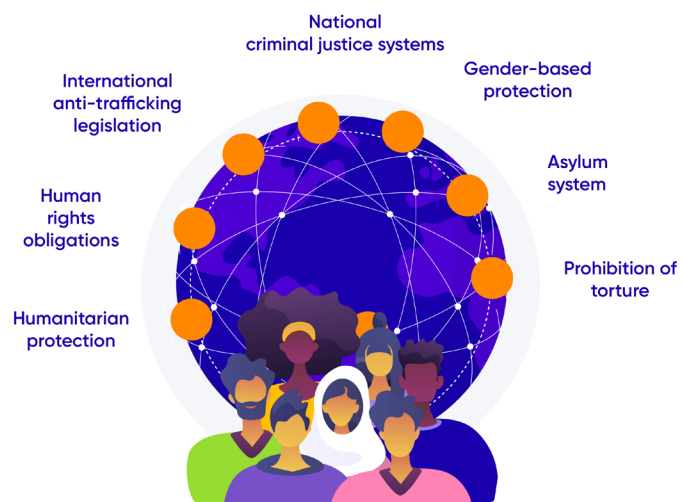 National
criminal justice systems
Gender-based
protection
International
anti-trafficking
legislation
Asylum
system
Human
rights
obligations
Prohibition of
torture
Humanitarian
protection